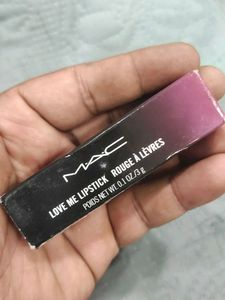 MAC
LOVE ME LIPSTICK ROUGE À LÈVRES
POIDS NET WT. 0.1 OZ/3 g